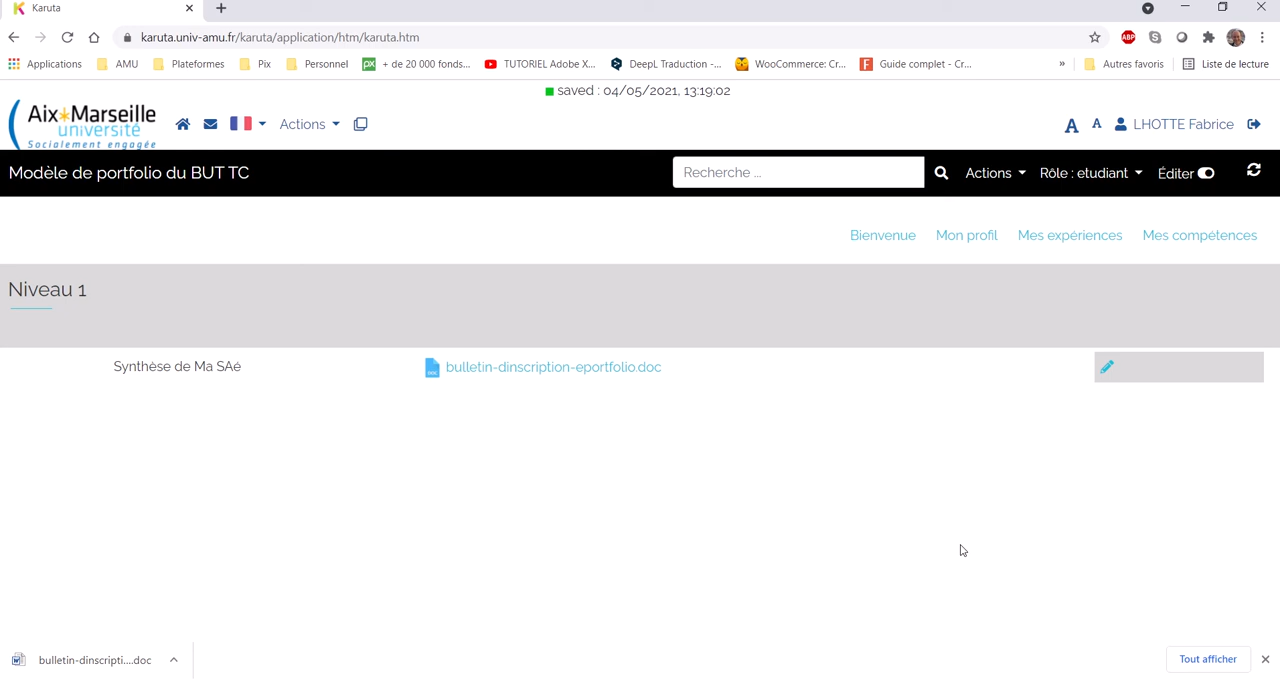 Karuta
karuta.univ-amu.fr/karuta/application/htm/karuta.htm
ABP
Applications AMU Plateformes Pix Personnel + de 20 000 fonds... TUTORIEL Adobe X... DeepL Traduction -... WooCommerce: Cr... Guide complet - Cr... » Autres favoris Liste de lecture
saved : 04/05/2021, 13:19:02
Aix*Marseille
université
Socialement engagée
Actions
A A LHOTTE Fabrice
Modèle de portfolio du BUT TC Recherche ... Actions Rôle : etudiant Éditer
Bienvenue Mon profil Mes expériences Mes compétences
Niveau 1
Synthèse de Ma SAé DOC bulletin-dinscription-eportfolio.doc
bulletin-dinscripti....doc Tout afficher